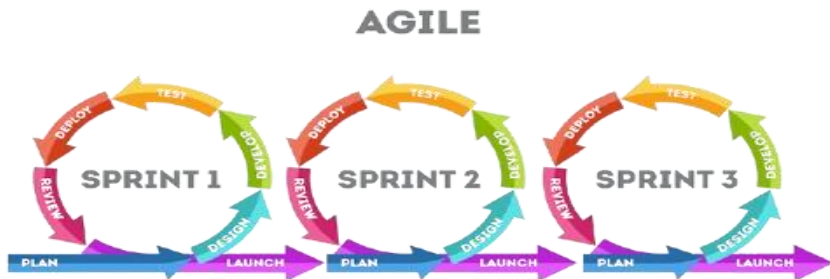 AGILE
TEST
TEST
TEST
DEPLOY
DEVELOP
DEPLOY
DEVELOP
DEPLOY
DEVELOP
SPRINT 1
SPRINT 2
SPRINT 3
REVIEW
DESIGN
REVIEW
DESIGN
REVIEW
DESIGN
PLAN
LAUNCH
PLAN
LAUNCH
PLAN
LAUNCH